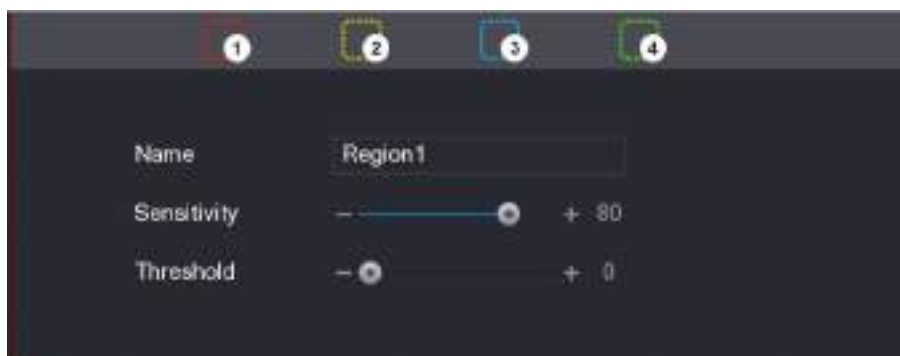 1 2 3 4
Name Region1
Sensitivity - + 80
Threshold - + 0